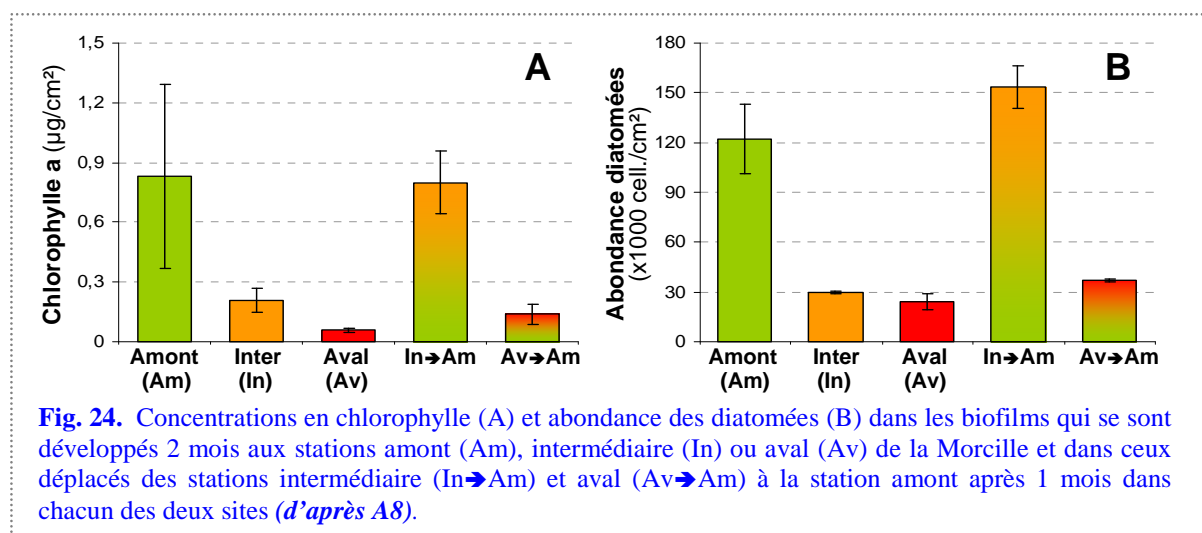 A
Chlorophylle a (µg/cm²)
1,5
1,2
0,9
0,6
0,3
0
Amont (Am)
Inter (In)
Aval (Av)
In➔Am
Av➔Am
B
Abondance diatomées
(x1000 cell./cm²)
180
150
120
90
60
30
0
Amont (Am)
Inter (In)
Aval (Av)
In➔Am
Av➔Am
Fig. 24. Concentrations en chlorophylle (A) et abondance des diatomées (B) dans les biofilms qui se sont
développés 2 mois aux stations amont (Am), intermédiaire (In) ou aval (Av) de la Morcille et dans ceux
déplacés des stations intermédiaire (In➔Am) et aval (Av➔Am) à la station amont après 1 mois dans
chacun des deux sites (d'après A8).